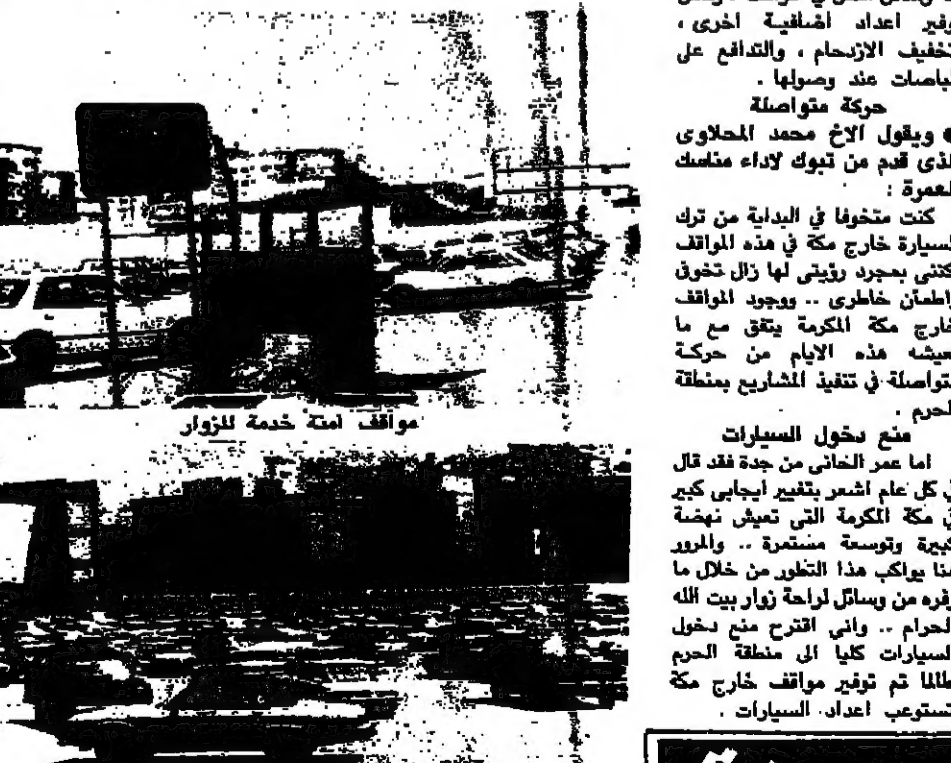 توفير اعداد اضافية اخرى ،
لتخفيف الازدحام ، والتدافع على
الباصات عند وصولها .
حركة متواصلة
ويقول الاخ محمد المحلاوى
الذى قدم من تبوك لاداء مناسك
العمرة :
كنت متخوفا في البداية من ترك
السيارة خارج مكة في هذه المواقف
لكننى بمجرد رؤيتى لها زال تخوفى
واطمأن خاطرى .. ووجود المواقف
خارج مكة المكرمة يتفق مع ما
تعيشه هذه الايام من حركة
متواصلة في تنفيذ المشاريع بمنطقة
الحرم .
منع دخول السيارات
اما عمر الخانى من جدة فقد قال
كل عام اشعر بتغيير ايجابى كبير
في مكة المكرمة التى تعيش نهضة
كبيرة وتوسعة مستمرة .. والمرور
هنا يواكب هذا التطور من خلال ما
وفره من وسائل لراحة زوار بيت الله
الحرام .. وانى اقترح منع دخول
السيارات كليا الى منطقة الحرم
طالما تم توفير مواقف خارج مكة
تستوعب اعداد السيارات .
مواقف امنة خدمة للزوار